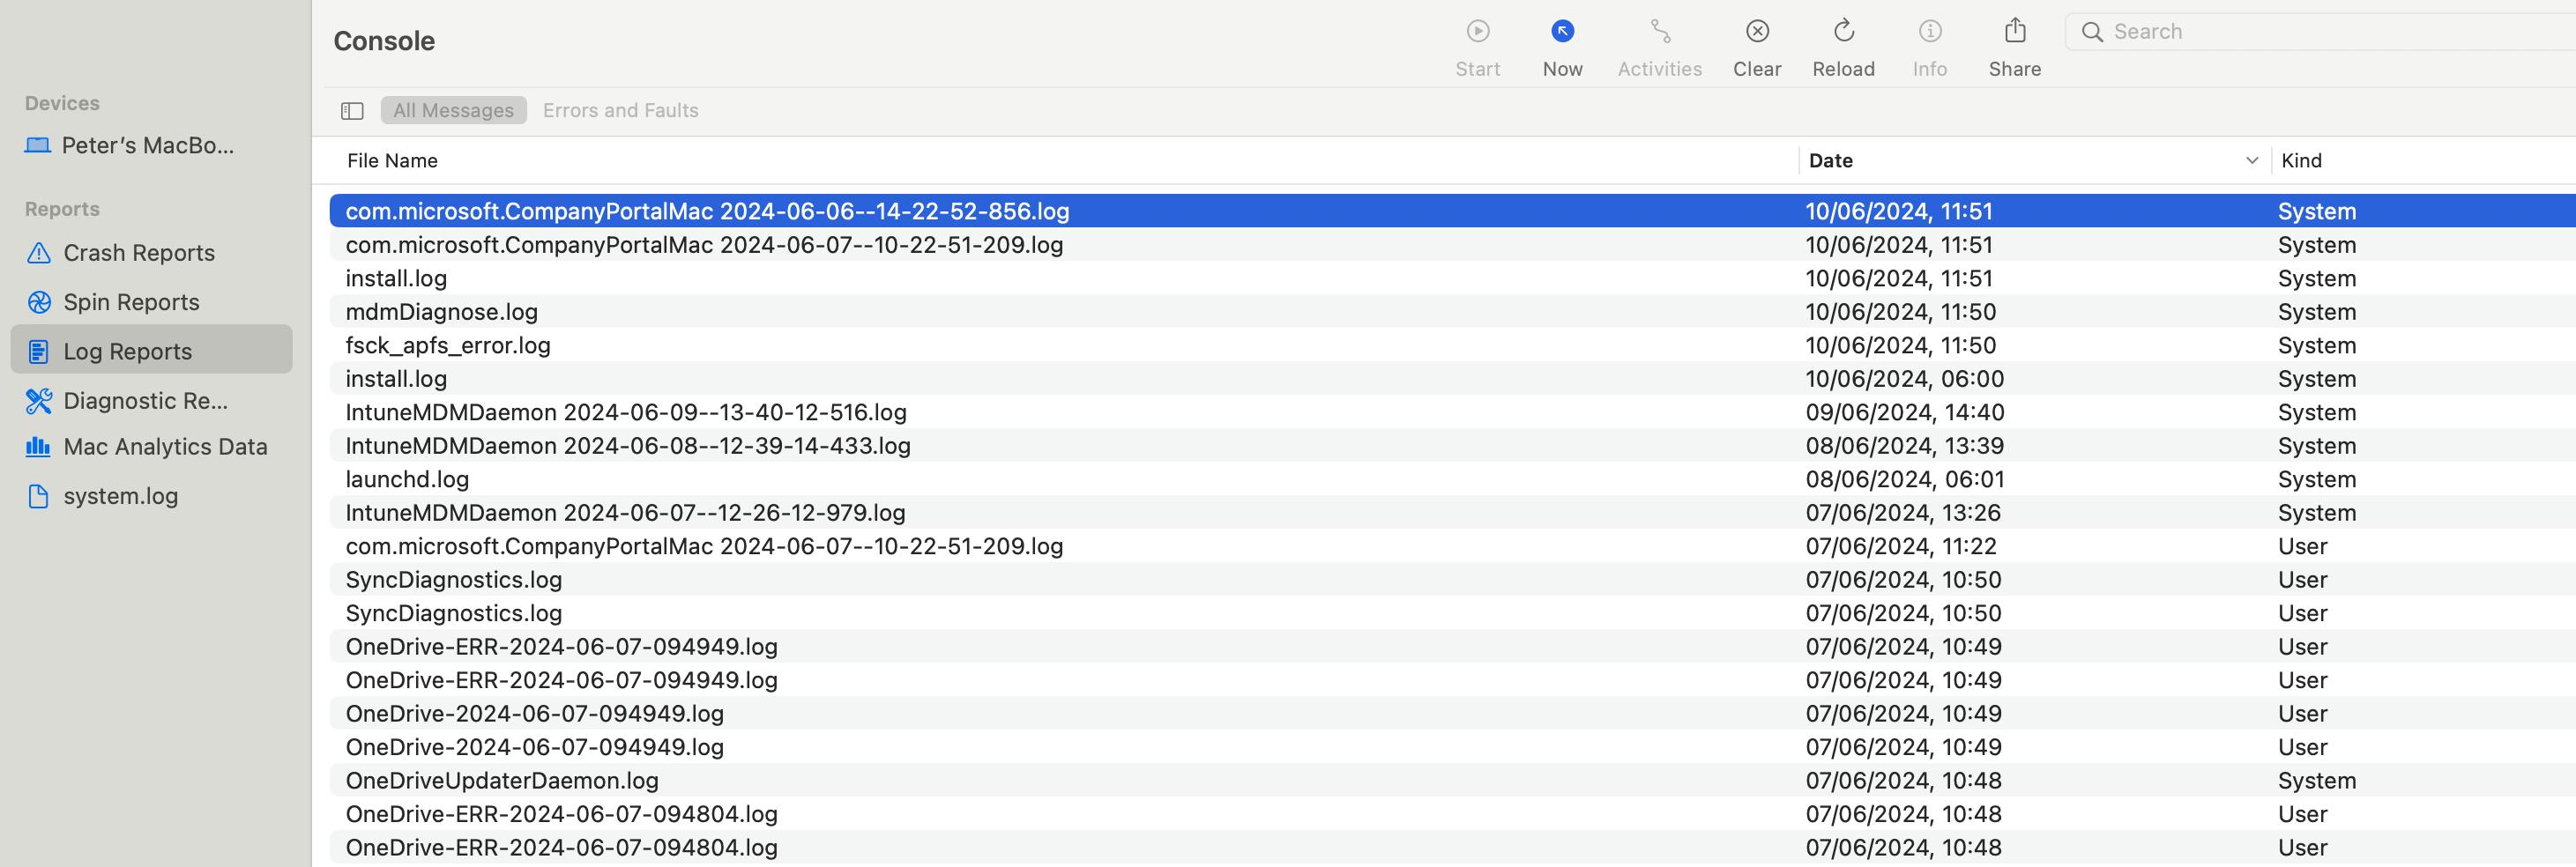 Console
Start Now Activities Clear Reload Info Share
Search
Devices
Peter’s MacBo...
Reports
Crash Reports
Spin Reports
Log Reports
Diagnostic Re...
Mac Analytics Data
system.log
All Messages Errors and Faults
File Name Date Kind
com.microsoft.CompanyPortalMac 2024-06-06--14-22-52-856.log 10/06/2024, 11:51 System
com.microsoft.CompanyPortalMac 2024-06-07--10-22-51-209.log 10/06/2024, 11:51 System
install.log 10/06/2024, 11:51 System
mdmDiagnose.log 10/06/2024, 11:50 System
fsck_apfs_error.log 10/06/2024, 11:50 System
install.log 10/06/2024, 06:00 System
IntuneMDMDaemon 2024-06-09--13-40-12-516.log 09/06/2024, 14:40 System
IntuneMDMDaemon 2024-06-08--12-39-14-433.log 08/06/2024, 13:39 System
launchd.log 08/06/2024, 06:01 System
IntuneMDMDaemon 2024-06-07--12-26-12-979.log 07/06/2024, 13:26 System
com.microsoft.CompanyPortalMac 2024-06-07--10-22-51-209.log 07/06/2024, 11:22 User
SyncDiagnostics.log 07/06/2024, 10:50 User
SyncDiagnostics.log 07/06/2024, 10:50 User
OneDrive-ERR-2024-06-07-094949.log 07/06/2024, 10:49 User
OneDrive-ERR-2024-06-07-094949.log 07/06/2024, 10:49 User
OneDrive-2024-06-07-094949.log 07/06/2024, 10:49 User
OneDrive-2024-06-07-094949.log 07/06/2024, 10:49 User
OneDriveUpdaterDaemon.log 07/06/2024, 10:48 System
OneDrive-ERR-2024-06-07-094804.log 07/06/2024, 10:48 User
OneDrive-ERR-2024-06-07-094804.log 07/06/2024, 10:48 User